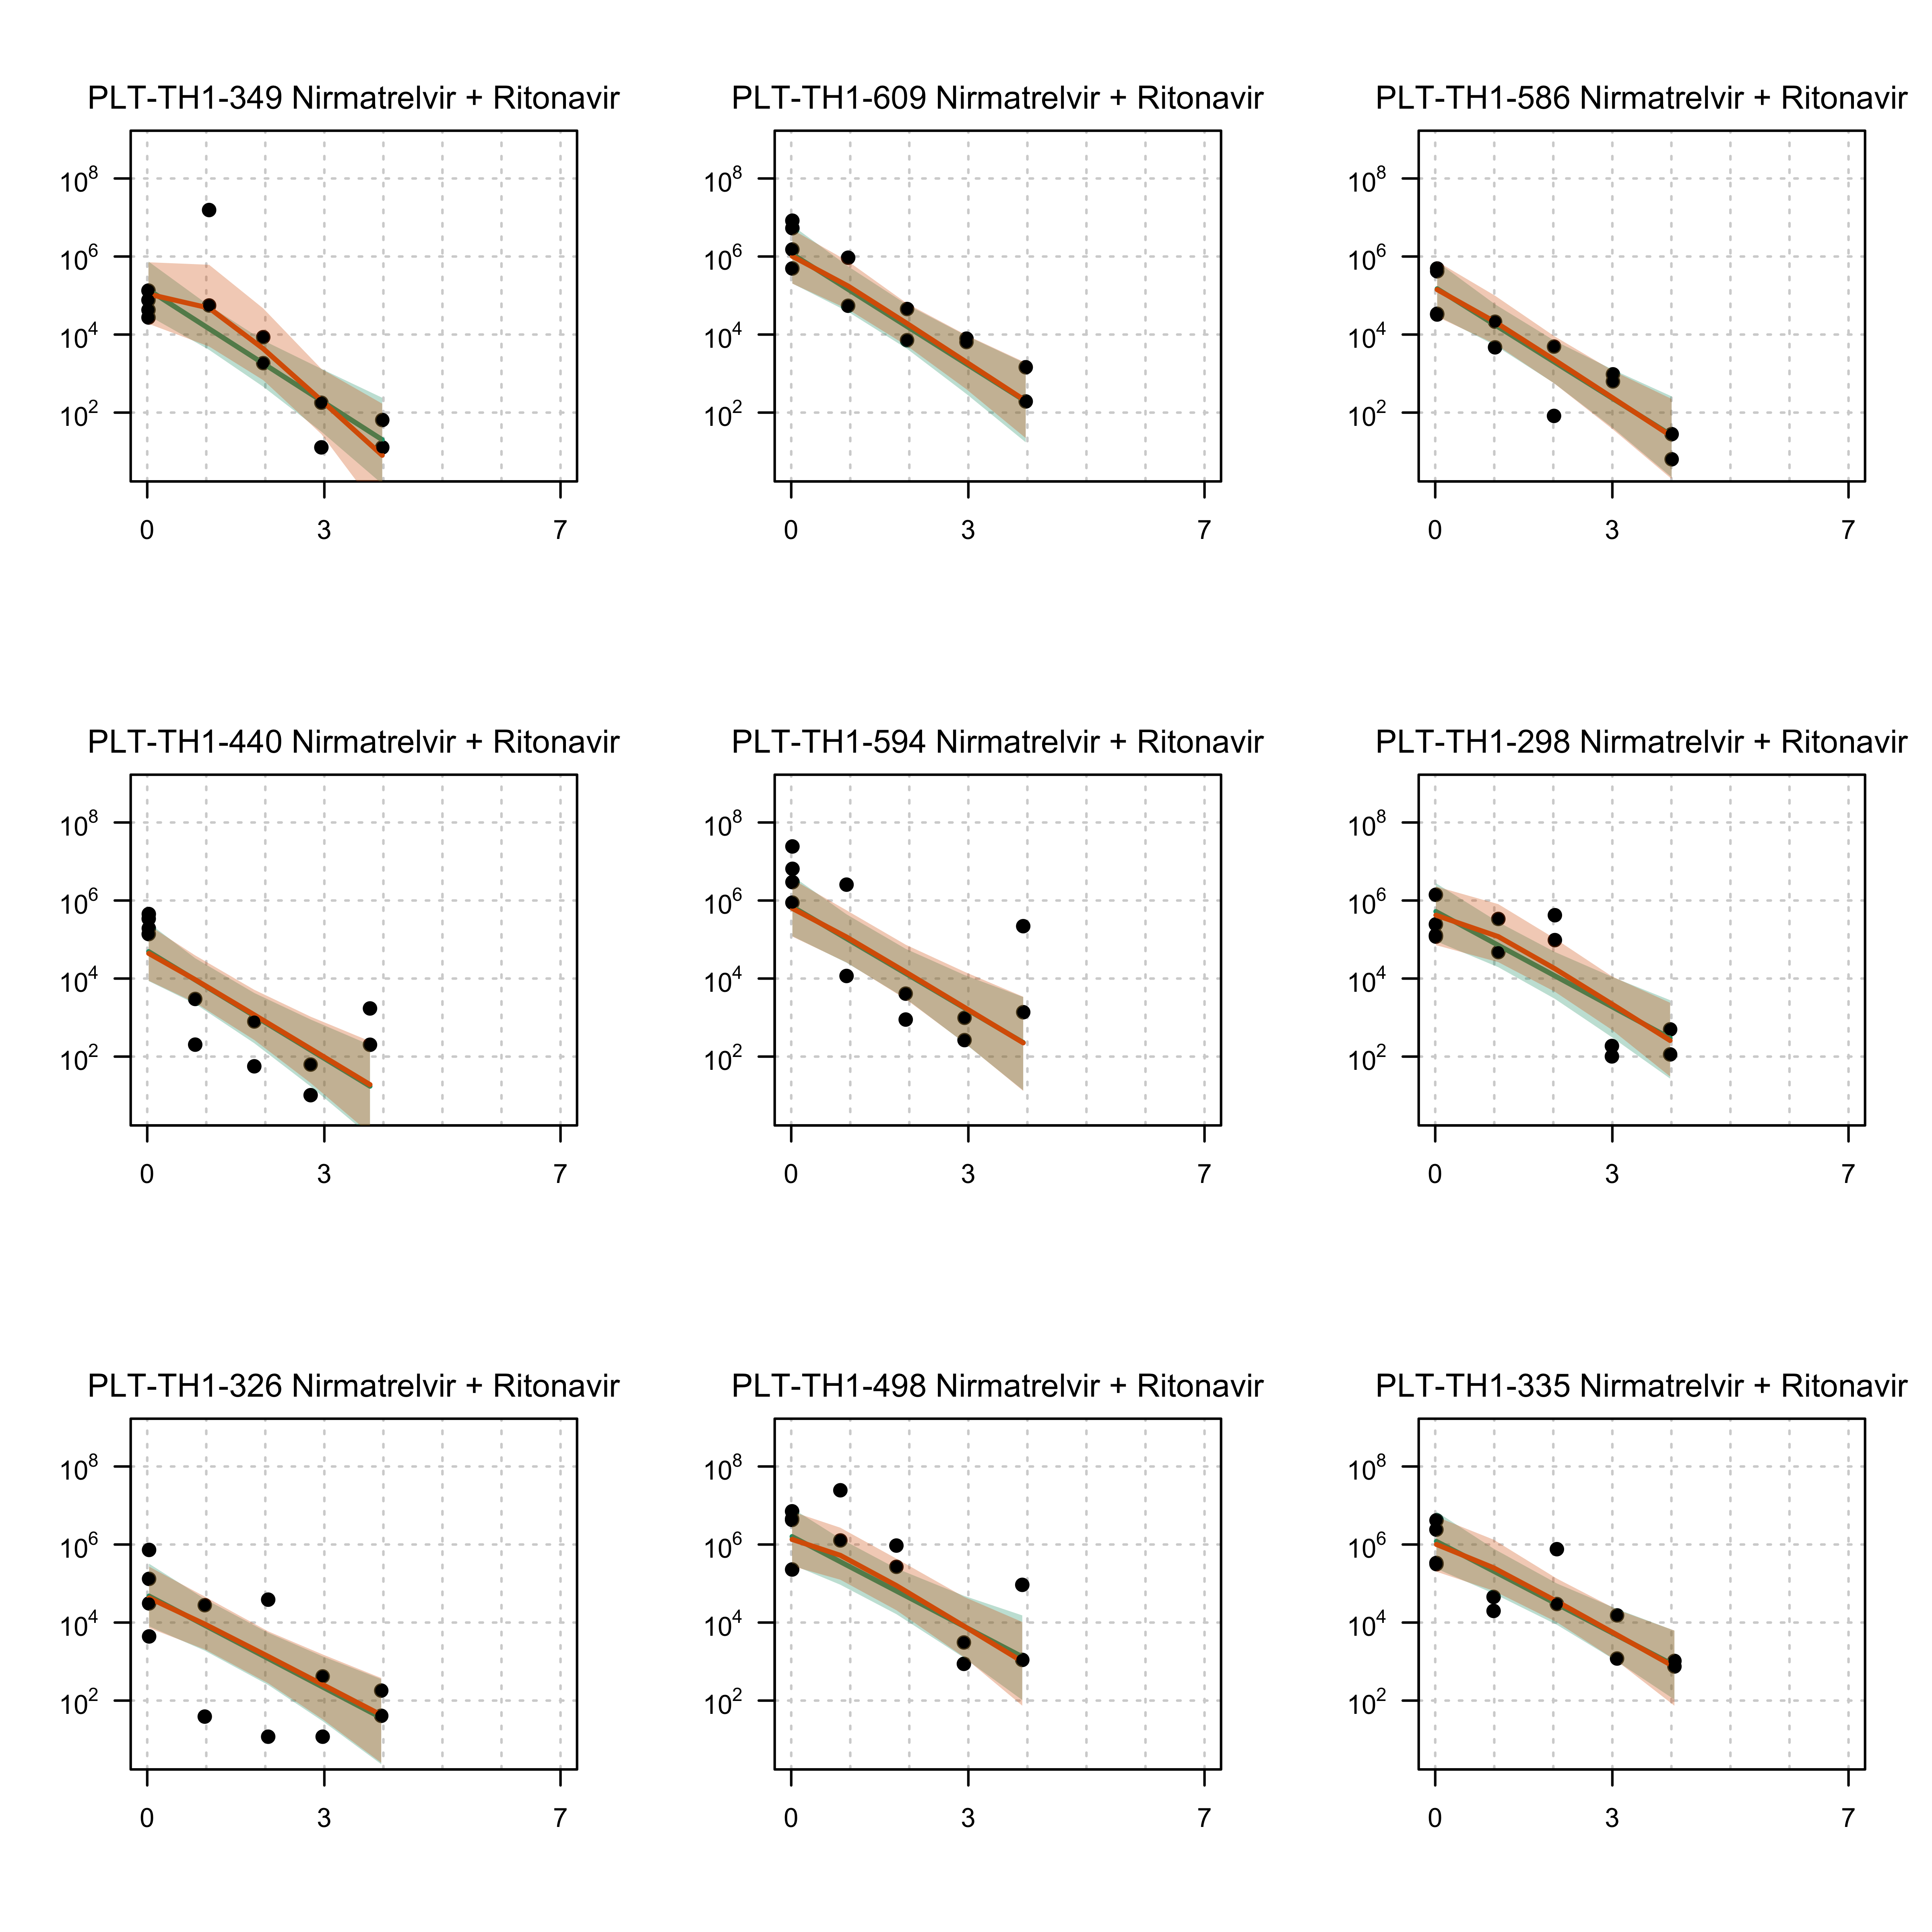 PLT-TH1-349 Nirmatrelvir + Ritonavir
10^8
10^6
10^4
10^2
0 3 7
PLT-TH1-609 Nirmatrelvir + Ritonavir
10^8
10^6
10^4
10^2
0 3 7
PLT-TH1-586 Nirmatrelvir + Ritonavir
10^8
10^6
10^4
10^2
0 3 7
PLT-TH1-440 Nirmatrelvir + Ritonavir
10^8
10^6
10^4
10^2
0 3 7
PLT-TH1-594 Nirmatrelvir + Ritonavir
10^8
10^6
10^4
10^2
0 3 7
PLT-TH1-298 Nirmatrelvir + Ritonavir
10^8
10^6
10^4
10^2
0 3 7
PLT-TH1-326 Nirmatrelvir + Ritonavir
10^8
10^6
10^4
10^2
0 3 7
PLT-TH1-498 Nirmatrelvir + Ritonavir
10^8
10^6
10^4
10^2
0 3 7
PLT-TH1-335 Nirmatrelvir + Ritonavir
10^8
10^6
10^4
10^2
0 3 7